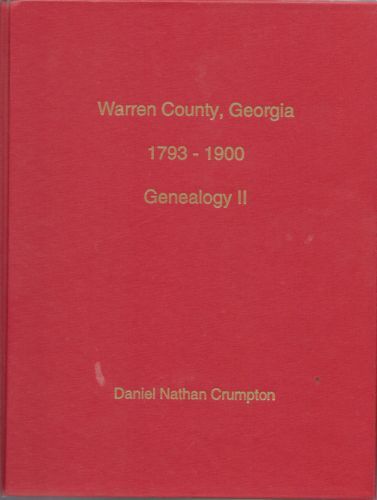 Warren County, Georgia
1793 - 1900
Genealogy II
Daniel Nathan Crumpton